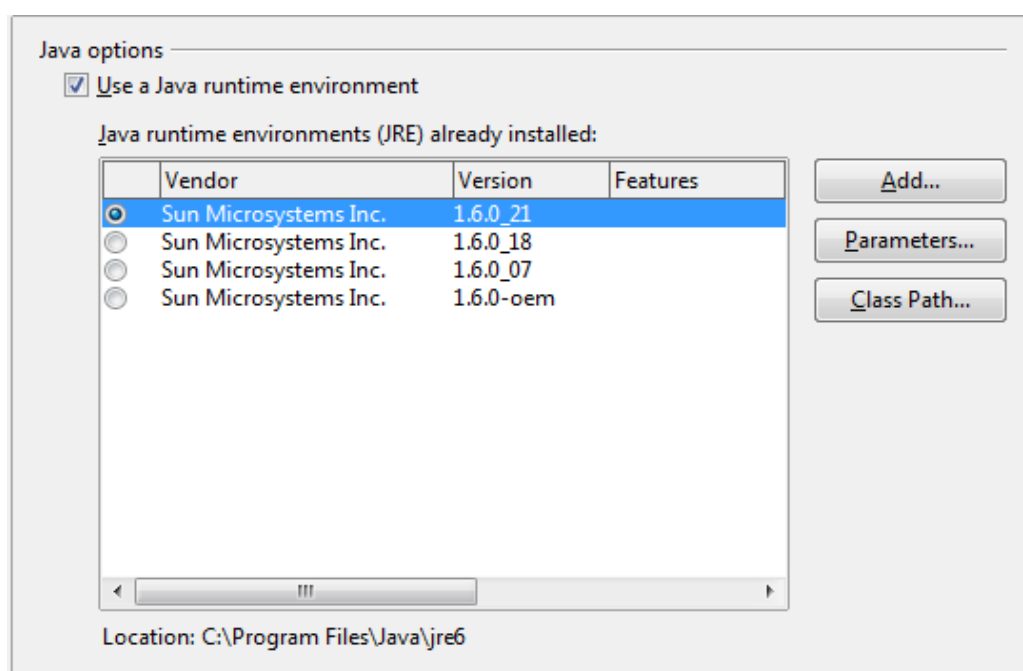 Java options
Use a Java runtime environment
Java runtime environments (JRE) already installed:
Vendor Version Features
Sun Microsystems Inc. 1.6.0_21
Sun Microsystems Inc. 1.6.0_18
Sun Microsystems Inc. 1.6.0_07
Sun Microsystems Inc. 1.6.0-oem
Add...
Parameters...
Class Path...
Location: C:\Program Files\Java\jre6